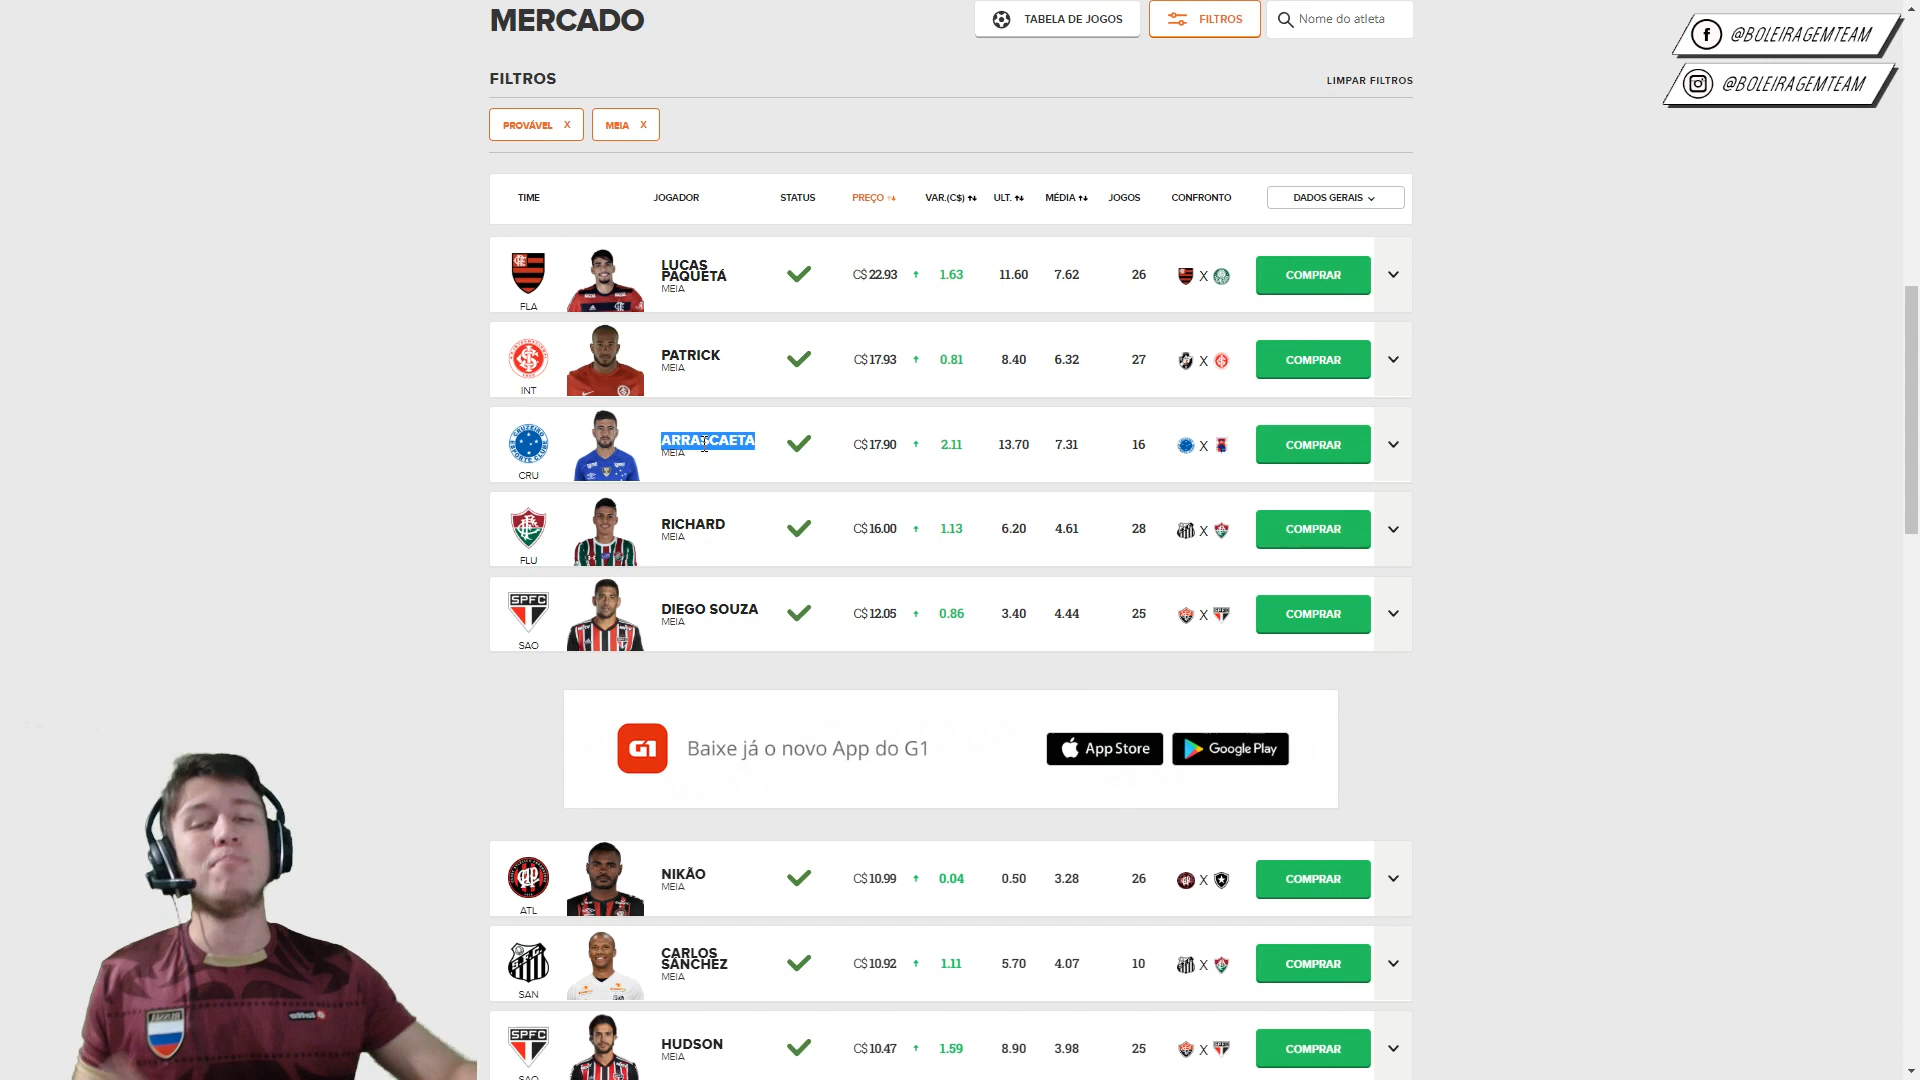 MERCADO
TABELA DE JOGOS
FILTROS
Nome do atleta
f @BOLEIRAGEMTEAM
@BOLEIRAGEMTEAM
FILTROS
LIMPAR FILTROS
PROVÁVEL X
MEIA X
TIME JOGADOR STATUS PREÇO VAR.(C$) ULT. MÉDIA JOGOS CONFRONTO DADOS GERAIS
FLA
LUCAS
PAQUETÁ
MEIA
C$ 22.93 1.63 11.60 7.62 26 X COMPRAR
INT
PATRICK
MEIA
C$ 17.93 0.81 8.40 6.32 27 X COMPRAR
CRU
ARRASCAETA
MEIA
C$ 17.90 2.11 13.70 7.31 16 X COMPRAR
FLU
RICHARD
MEIA
C$ 16.00 1.13 6.20 4.61 28 X COMPRAR
SPFC
SAO
DIEGO SOUZA
MEIA
C$ 12.05 0.86 3.40 4.44 25 X COMPRAR
G1 Baixe já o novo App do G1
App Store
Google Play
ATL
NIKÃO
MEIA
C$ 10.99 0.04 0.50 3.28 26 X COMPRAR
SAN
CARLOS
SÁNCHEZ
MEIA
C$ 10.92 1.11 5.70 4.07 10 X COMPRAR
SPFC
SAO
HUDSON
MEIA
C$ 10.47 1.59 8.90 3.98 25 X COMPRAR